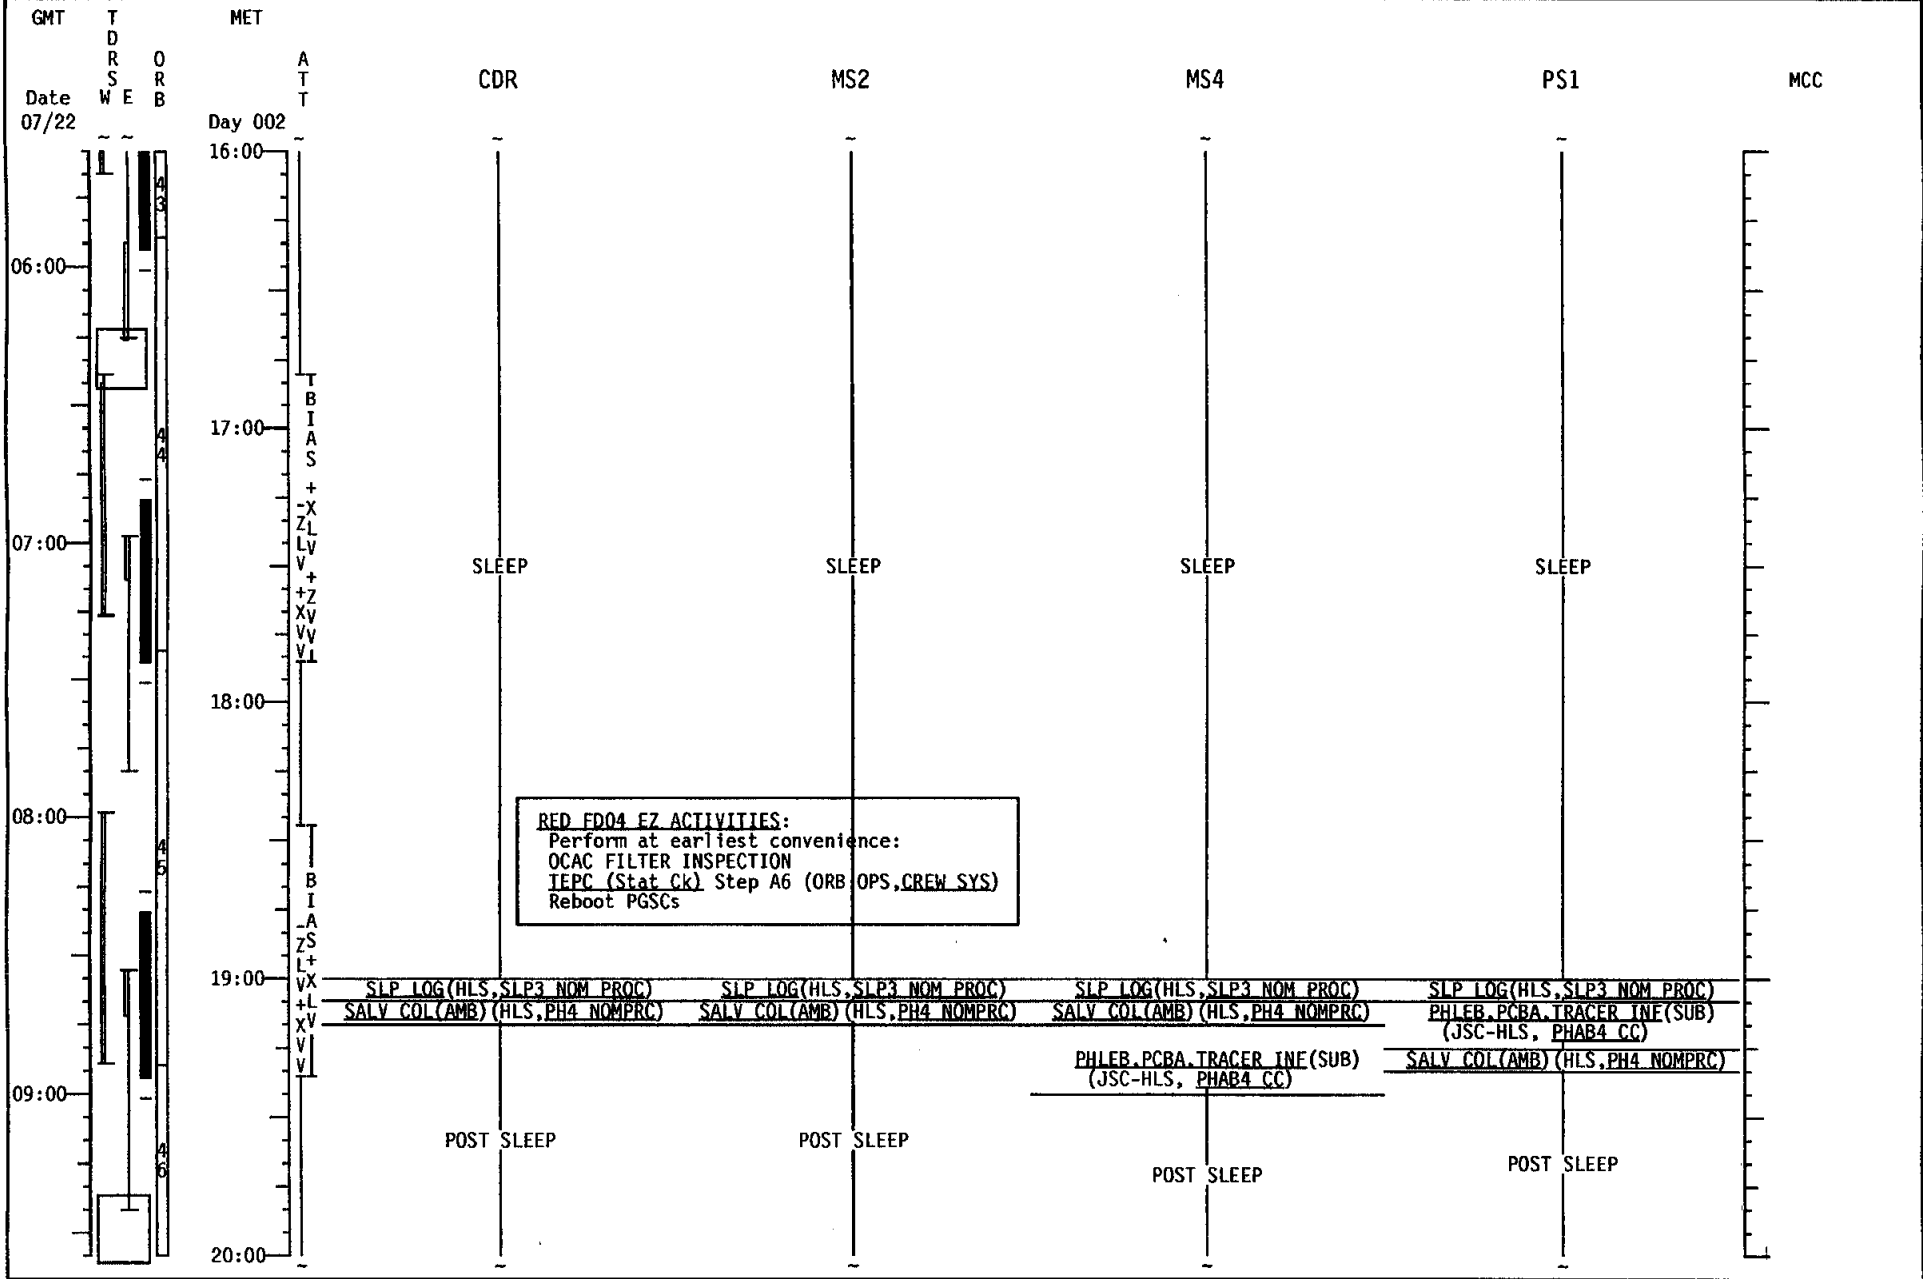 GMT
TDRS
MET
ORB
ATT
CDR
MS2
MS4
PS1
MCC
Date
W E
07/22
Day 002
~ ~ ~ ~ ~ ~ ~
16:00
43
06:00
BIAS +XLV +ZVV
-ZLV +XVV
17:00
44
07:00
SLEEP
SLEEP
SLEEP
SLEEP
18:00
08:00
RED FD04 EZ ACTIVITIES:
Perform at earliest convenience:
OCAC FILTER INSPECTION
TEPC (Stat Ck) Step A6 (ORB OPS,CREW SYS)
Reboot PGSCs
45
BIAS +XLV
-ZLV +XVV
19:00
SLP LOG(HLS,SLP3 NOM PROC)
SLP LOG(HLS,SLP3 NOM PROC)
SLP LOG(HLS,SLP3 NOM PROC)
SLP LOG(HLS,SLP3 NOM PROC)
SALV COL(AMB)(HLS,PH4 NOMPRC)
SALV COL(AMB)(HLS,PH4 NOMPRC)
SALV COL(AMB)(HLS,PH4 NOMPRC)
PHLEB.PCBA.TRACER INF(SUB)
(JSC-HLS, PHAB4 CC)
PHLEB.PCBA.TRACER INF(SUB)
(JSC-HLS, PHAB4 CC)
SALV COL(AMB)(HLS,PH4 NOMPRC)
09:00
POST SLEEP
POST SLEEP
POST SLEEP
POST SLEEP
46
20:00
~ ~ ~ ~ ~